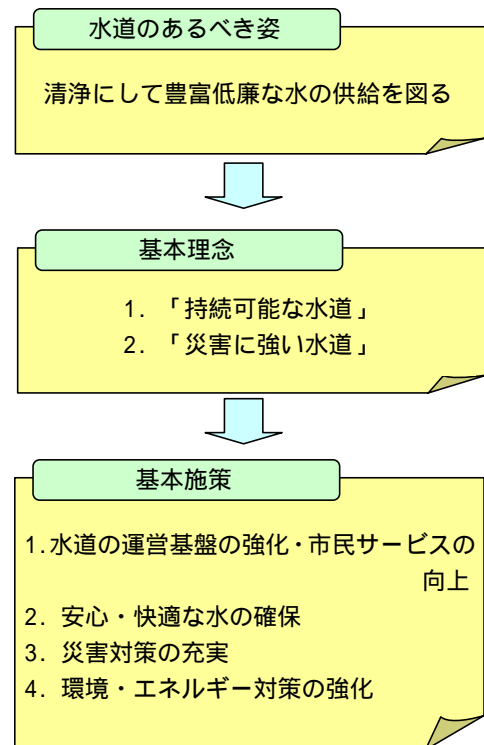 水道のあるべき姿
清浄にして豊富低廉な水の供給を図る
基本理念
1. 「持続可能な水道」
2. 「災害に強い水道」
基本施策
1.水道の運営基盤の強化・市民サービスの
向上
2. 安心・快適な水の確保
3. 災害対策の充実
4. 環境・エネルギー対策の強化